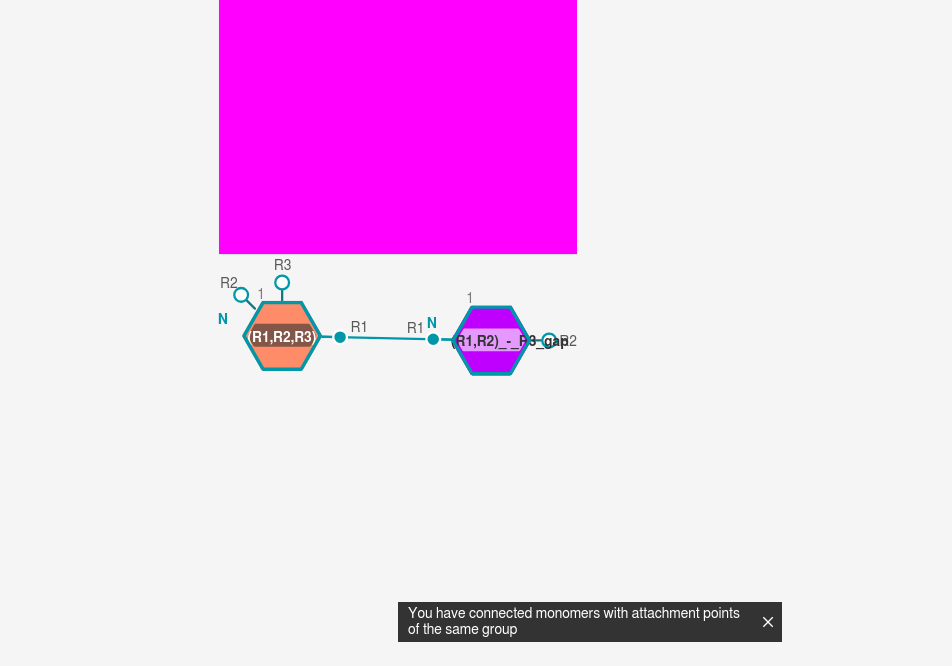 R3
R2
1
1
N
(R1,R2,R3)
R1
R1
N
(R1,R2)_-_R3_gap
R2
You have connected monomers with attachment points
of the same group